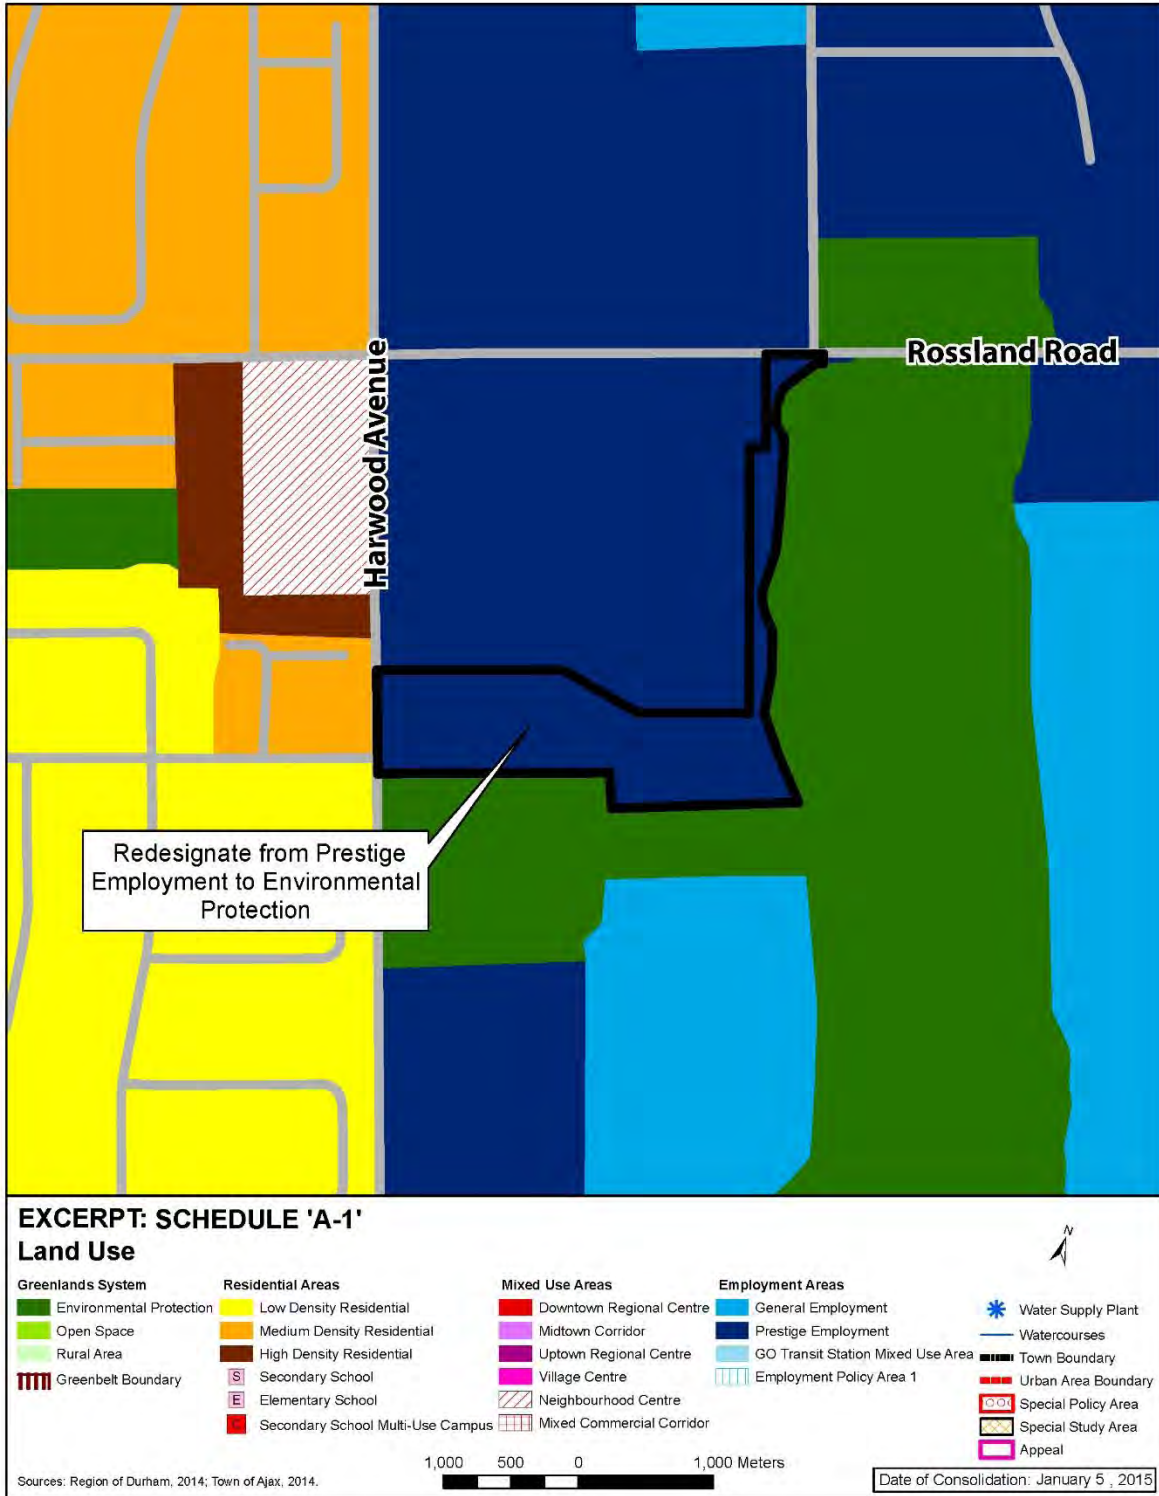 Rossland Road
Harwood Avenue
Redesignate from Prestige
Employment to Environmental
Protection
EXCERPT: SCHEDULE 'A-1'
Land Use
N
Greenlands System
Environmental Protection
Open Space
Rural Area
Greenbelt Boundary
Residential Areas
Low Density Residential
Medium Density Residential
High Density Residential
S Secondary School
E Elementary School
C Secondary School Multi-Use Campus
Mixed Use Areas
Downtown Regional Centre
Midtown Corridor
Uptown Regional Centre
Village Centre
Neighbourhood Centre
Mixed Commercial Corridor
Employment Areas
General Employment
Prestige Employment
GO Transit Station Mixed Use Area
Employment Policy Area 1
Water Supply Plant
Watercourses
Town Boundary
Urban Area Boundary
Special Policy Area
Special Study Area
Appeal
1,000 500 0 1,000 Meters
Sources: Region of Durham, 2014; Town of Ajax, 2014.
Date of Consolidation: January 5 , 2015